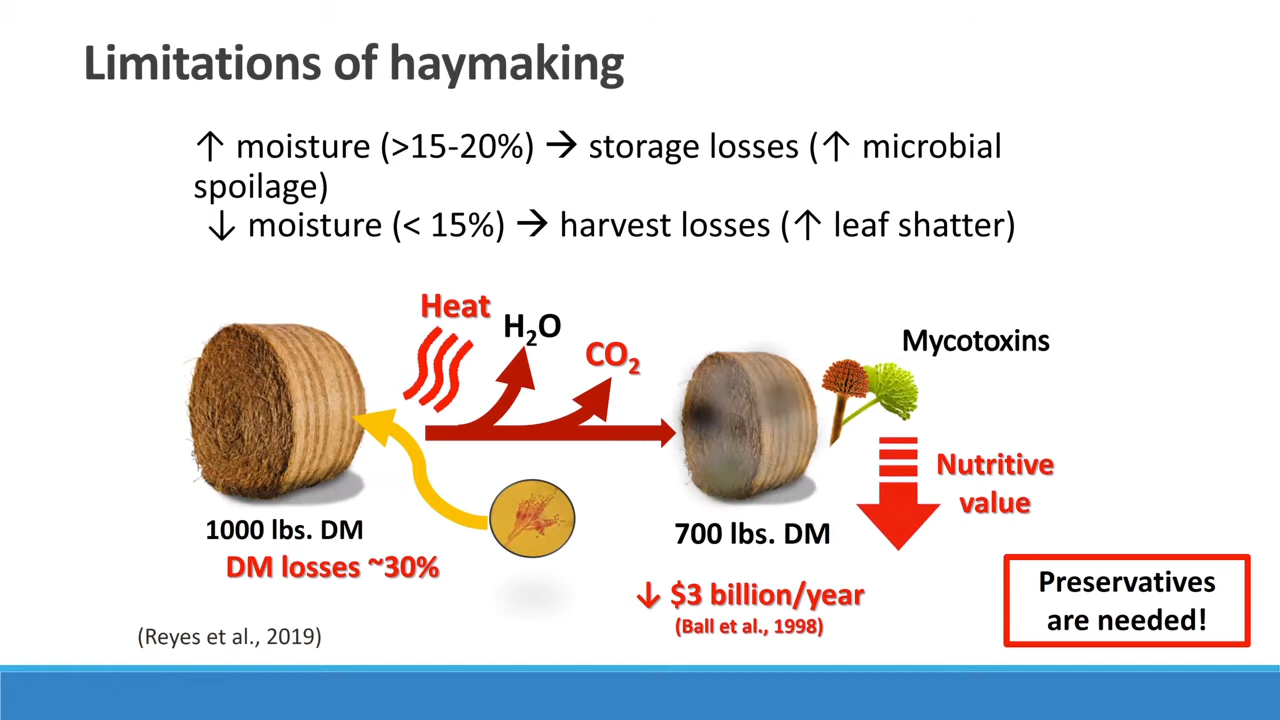 Limitations of haymaking
↑ moisture (>15-20%) → storage losses (↑ microbial
spoilage)
↓ moisture (< 15%) → harvest losses (↑ leaf shatter)
Heat
H₂O
CO₂
Mycotoxins
Nutritive
value
1000 lbs. DM
DM losses ~30%
700 lbs. DM
↓ $3 billion/year
(Ball et al., 1998)
Preservatives
are needed!
(Reyes et al., 2019)